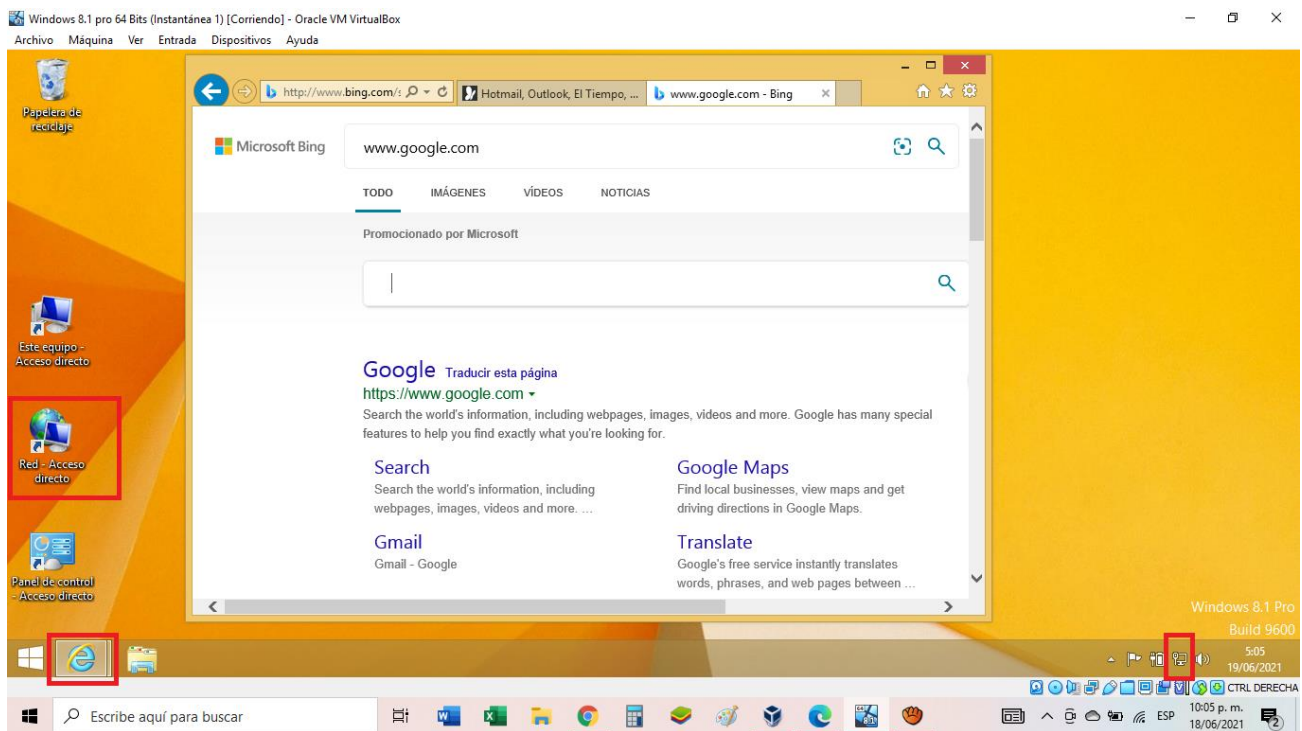 Windows 8.1 pro 64 Bits (Instantánea 1) [Corriendo] - Oracle VM VirtualBox
Archivo Máquina Ver Entrada Dispositivos Ayuda
Papelera de
reciclaje
http://www.bing.com/s
Hotmail, Outlook, El Tiempo, ...
www.google.com - Bing
Microsoft Bing
www.google.com
TODO IMÁGENES VÍDEOS NOTICIAS
Promocionado por Microsoft
Google Traducir esta página
https://www.google.com
Search the world's information, including webpages, images, videos and more. Google has many special
features to help you find exactly what you're looking for.
Search
Search the world's information, including
webpages, images, videos and more. ...
Google Maps
Find local businesses, view maps and get
driving directions in Google Maps.
Gmail
Gmail - Google
Translate
Google's free service instantly translates
words, phrases, and web pages between ...
Este equipo -
Acceso directo
Red - Acceso
directo
Panel de control
- Acceso directo
Windows 8.1 Pro
Build 9600
5:05
19/06/2021
CTRL DERECHA
Escribe aquí para buscar
ESP
10:05 p. m.
18/06/2021
2